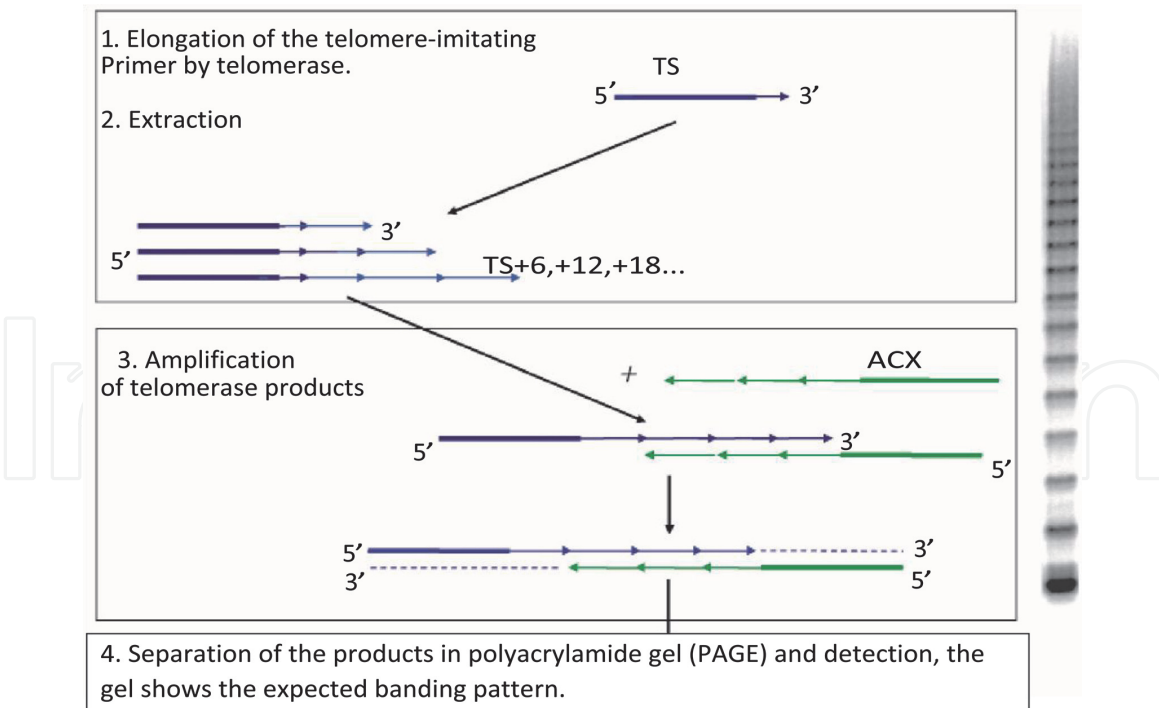 1. Elongation of the telomere-imitating
Primer by telomerase.
TS
5′
3′
2. Extraction
3′
5′
TS+6,+12,+18...
3. Amplification
of telomerase products
+
ACX
5′
3′
5′
5′
3′
3′
5′
4. Separation of the products in polyacrylamide gel (PAGE) and detection, the
gel shows the expected banding pattern.